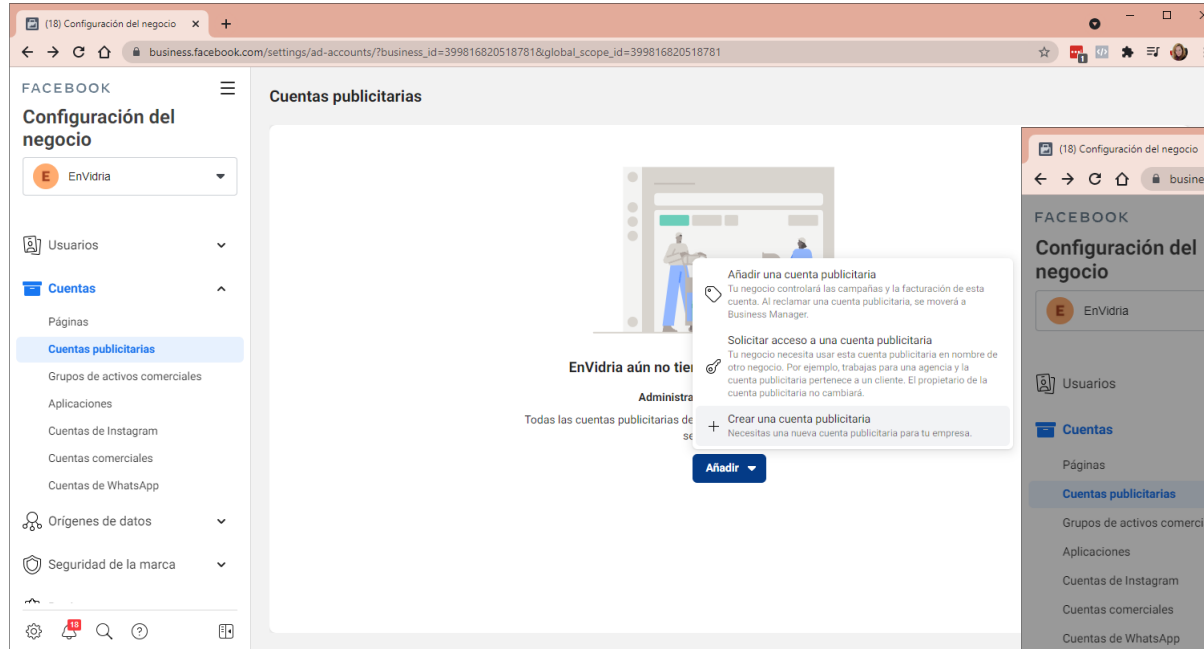 (18) Configuración del negocio
business.facebook.com/settings/ad-accounts/?business_id=399816820518781&global_scope_id=399816820518781
1
FACEBOOK
Configuración del
negocio
E EnVidria
Usuarios
Cuentas
Páginas
Cuentas publicitarias
Grupos de activos comerciales
Aplicaciones
Cuentas de Instagram
Cuentas comerciales
Cuentas de WhatsApp
Orígenes de datos
Seguridad de la marca
18
Cuentas publicitarias
EnVidria aún no tie
Administra
Todas las cuentas publicitarias de
se
Añadir
Añadir una cuenta publicitaria
Tu negocio controlará las campañas y la facturación de esta
cuenta. Al reclamar una cuenta publicitaria, se moverá a
Business Manager.
Solicitar acceso a una cuenta publicitaria
Tu negocio necesita usar esta cuenta publicitaria en nombre de
otro negocio. Por ejemplo, trabajas para una agencia y la
cuenta publicitaria pertenece a un cliente. El propietario de la
cuenta publicitaria no cambiará.
Crear una cuenta publicitaria
Necesitas una nueva cuenta publicitaria para tu empresa.
(18) Configuración del negocio
busine
FACEBOOK
Configuración del
negocio
E EnVidria
Usuarios
Cuentas
Páginas
Cuentas publicitarias
Grupos de activos comerci
Aplicaciones
Cuentas de Instagram
Cuentas comerciales
Cuentas de WhatsApp